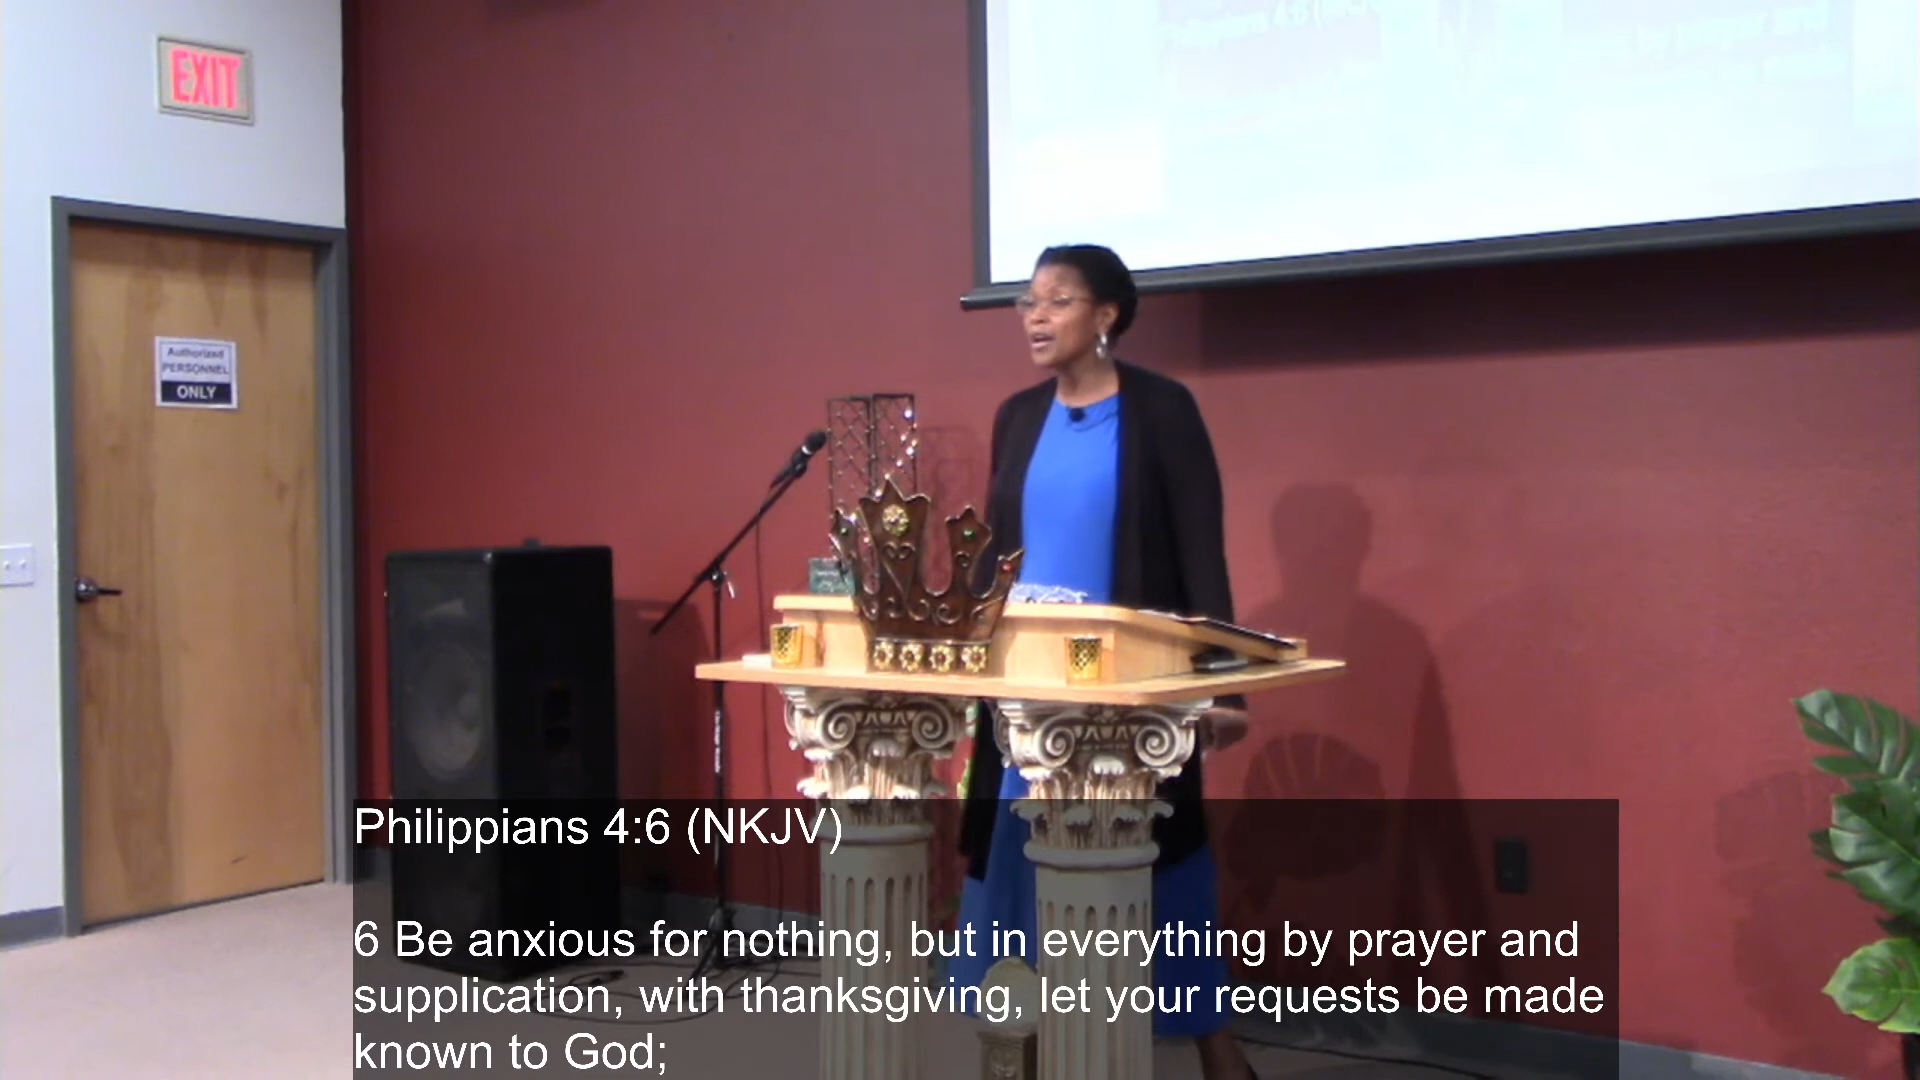 EXIT
Authorized
PERSONNEL
ONLY
Philippians 4:6 (NKJV)
6 Be anxious for nothing, but in everything by prayer and
supplication, with thanksgiving, let your requests be made
known to God;